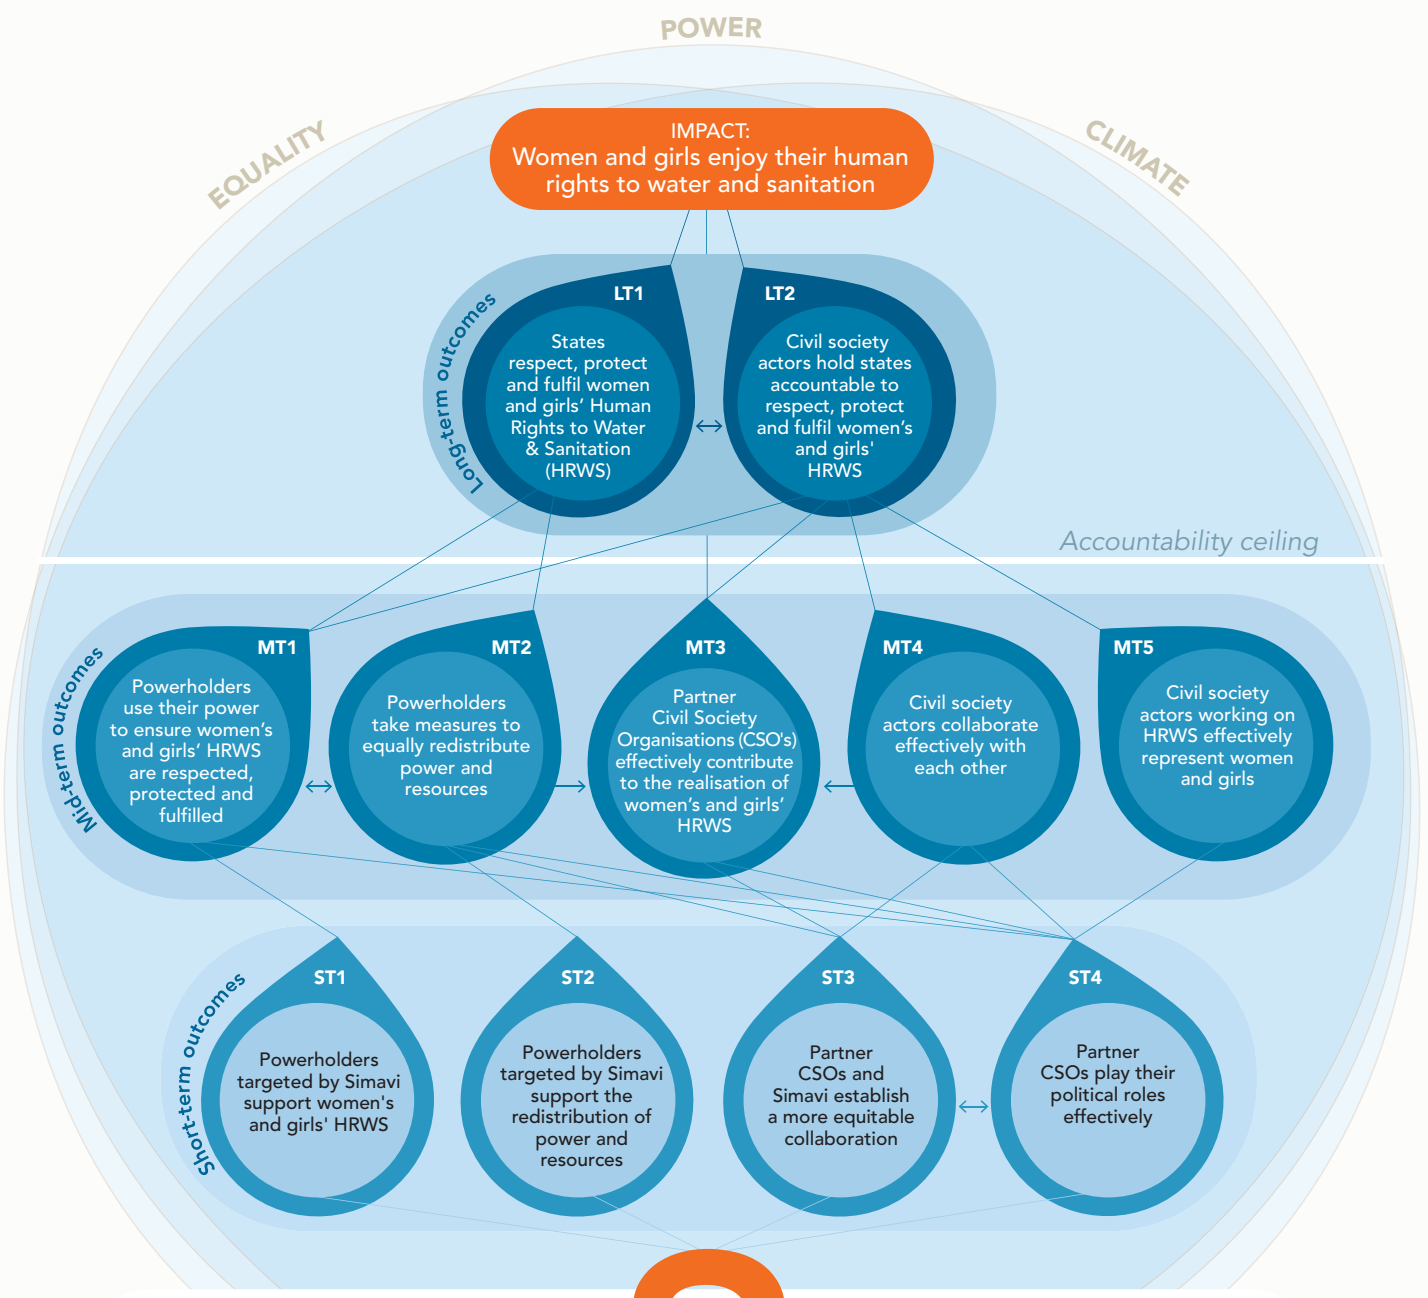 POWER
EQUALITY
CLIMATE
IMPACT:
Women and girls enjoy their human
rights to water and sanitation
Long-term outcomes
LT1
States
respect, protect
and fulfil women
and girls’ Human
Rights to Water
& Sanitation
(HRWS)
LT2
Civil society
actors hold states
accountable to
respect, protect
and fulfil women’s
and girls'
HRWS
Accountability ceiling
Mid-term outcomes
MT1
Powerholders
use their power
to ensure women’s
and girls’ HRWS
are respected,
protected and
fulfilled
MT2
Powerholders
take measures to
equally redistribute
power and
resources
MT3
Partner
Civil Society
Organisations (CSO's)
effectively contribute
to the realisation of
women’s and girls’
HRWS
MT4
Civil society
actors collaborate
effectively with
each other
MT5
Civil society
actors working on
HRWS effectively
represent women
and girls
Short-term outcomes
ST1
Powerholders
targeted by Simavi
support women's
and girls' HRWS
ST2
Powerholders
targeted by Simavi
support the
redistribution of
power and
resources
ST3
Partner
CSOs and
Simavi establish
a more equitable
collaboration
ST4
Partner
CSOs play their
political roles
effectively